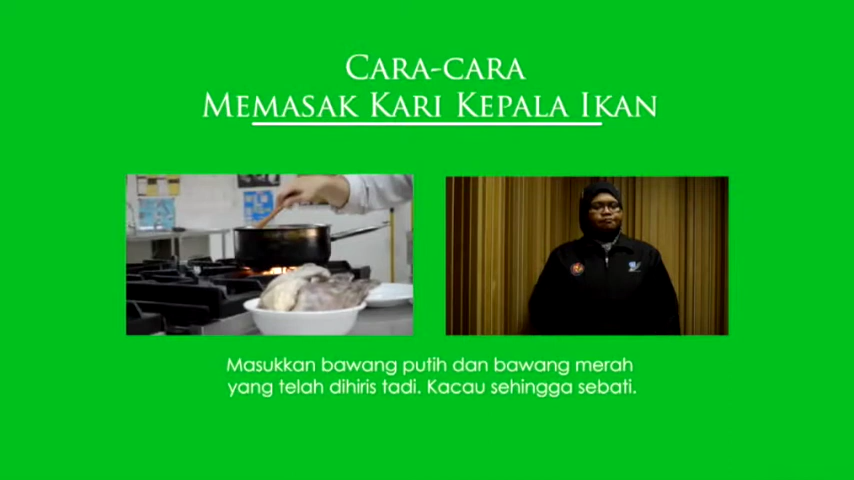 Cara-cara
Memasak Kari Kepala Ikan
Masukkan bawang putih dan bawang merah
yang telah dihiris tadi. Kacau sehingga sebati.